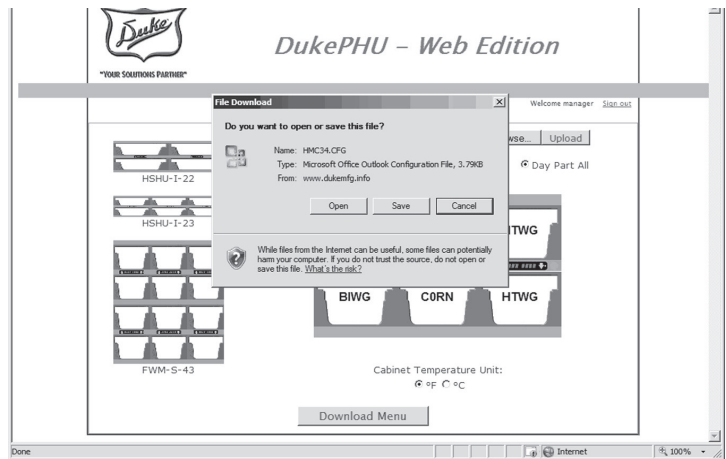 Duke
"YOUR SOLUTIONS PARTNER"
DukePHU - Web Edition
Welcome manager Sign out
File Download
Do you want to open or save this file?
Name: HMC34.CFG
Type: Microsoft Office Outlook Configuration File, 3.79KB
From: www.dukemfg.info
Open Save Cancel
While files from the Internet can be useful, some files can potentially
harm your computer. If you do not trust the source, do not open or
save this file. What's the risk?
Upload
Day Part All
HSHU-I-22
HSHU-I-23
FWM-S-43
BIWG C0RN HTWG
Cabinet Temperature Unit:
°F °C
Download Menu
Done Internet 100%